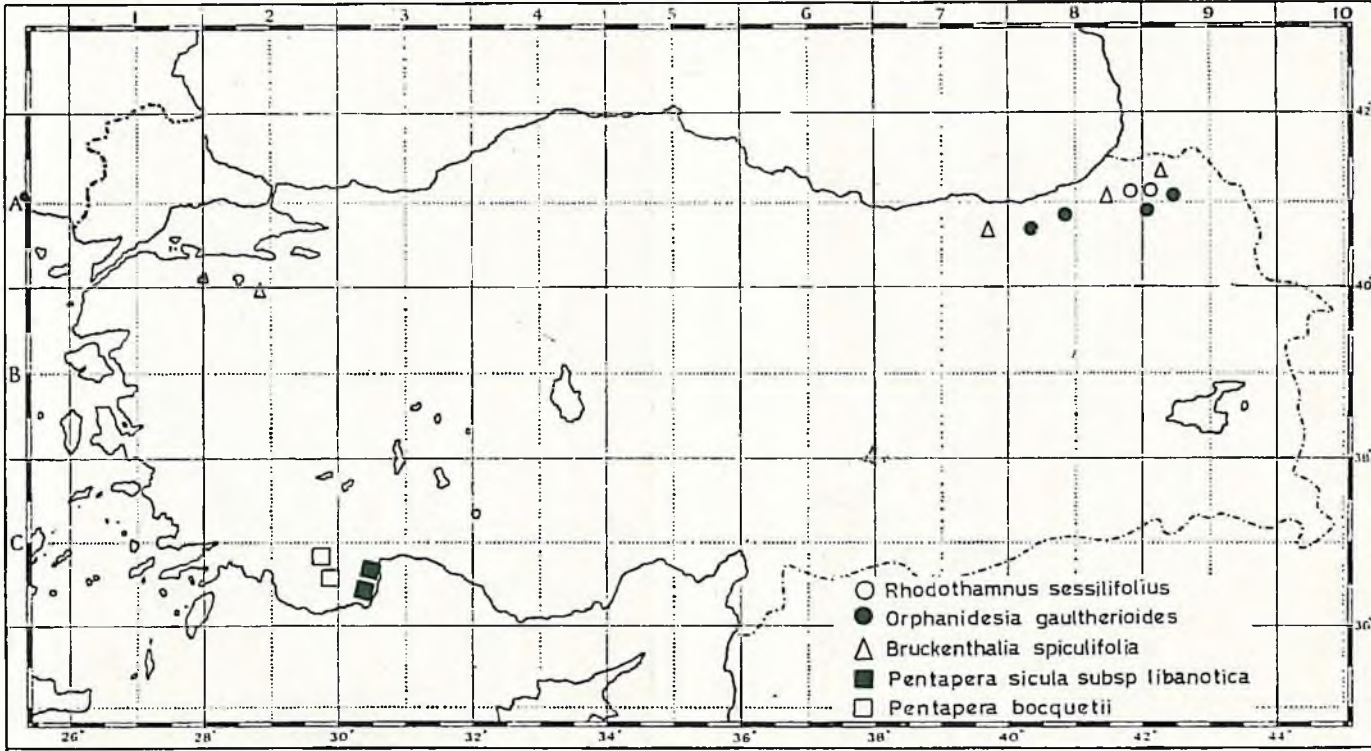 1 2 3 4 5 6 7 8 9 10
42°
A
40°
B
38°
C
36°
Rhodothamnus sessilifolius
Orphanidesia gaultherioides
Bruckenthalia spiculifolia
Pentapera sicula subsp libanotica
Pentapera bocquetii
26° 28° 30° 32° 34° 36° 38° 40° 42° 44°